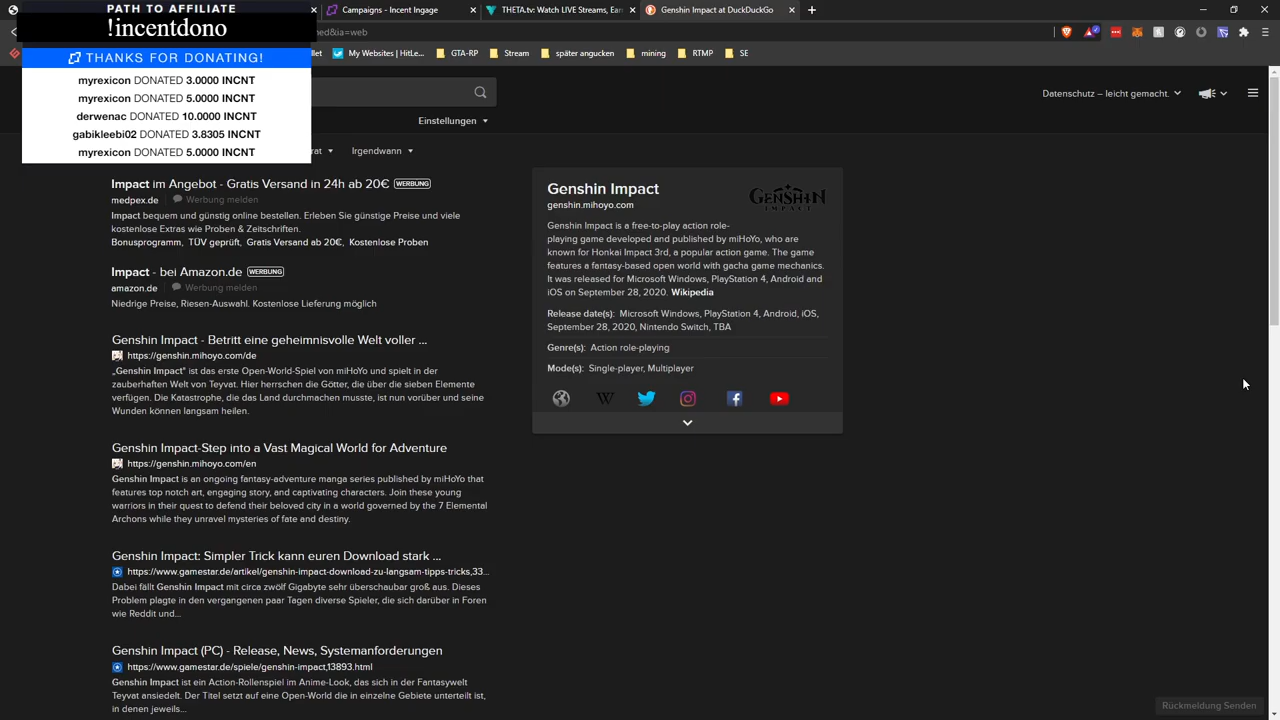 PATH TO AFFILIATE
!incentdono
THANKS FOR DONATING!
myrexicon DONATED 3.0000 INCNT
myrexicon DONATED 5.0000 INCNT
derwenac DONATED 10.0000 INCNT
gabikleebi02 DONATED 3.8305 INCNT
myrexicon DONATED 5.0000 INCNT
Campaigns - Incent Ingage
THETA.tv: Watch LIVE Streams, Ear
Genshin Impact at DuckDuckGo
ed&ia=web
My Websites | HitLe...
GTA-RP
Stream
später angucken
mining
RTMP
SE
Datenschutz – leicht gemacht.
Einstellungen
Irgendwann
Impact im Angebot - Gratis Versand in 24h ab 20€ WERBUNG
medpex.de Werbung melden
Impact bequem und günstig online bestellen. Erleben Sie günstige Preise und viele
kostenlose Extras wie Proben & Zeitschriften.
Bonusprogramm, TÜV geprüft, Gratis Versand ab 20€, Kostenlose Proben
Impact - bei Amazon.de WERBUNG
amazon.de Werbung melden
Niedrige Preise, Riesen-Auswahl. Kostenlose Lieferung möglich
Genshin Impact - Betritt eine geheimnisvolle Welt voller ...
https://genshin.mihoyo.com/de
„Genshin Impact" ist das erste Open-World-Spiel von miHoYo und spielt in der
zauberhaften Welt von Teyvat. Hier herrschen die Götter, die über die sieben Elemente
verfügen. Die Katastrophe, die das Land durchmachen musste, ist nun vorüber und seine
Wunden können langsam heilen.
Genshin Impact-Step into a Vast Magical World for Adventure
https://genshin.mihoyo.com/en
Genshin Impact is an ongoing fantasy-adventure manga series published by miHoYo that
features top notch art, engaging story, and captivating characters. Join these young
warriors in their quest to defend their beloved city in a world governed by the 7 Elemental
Archons while they unravel mysteries of fate and destiny.
Genshin Impact: Simpler Trick kann euren Download stark ...
https://www.gamestar.de/artikel/genshin-impact-download-zu-langsam-tipps-tricks,33...
Dabei fällt Genshin Impact mit circa zwölf Gigabyte sehr überschaubar groß aus. Dieses
Problem plagte in den vergangenen paar Tagen diverse Spieler, die sich darüber in Foren
wie Reddit und...
Genshin Impact (PC) - Release, News, Systemanforderungen
https://www.gamestar.de/spiele/genshin-impact,13893.html
Genshin Impact ist ein Action-Rollenspiel im Anime-Look, das sich in der Fantasywelt
Teyvat ansiedelt. Der Titel setzt auf eine Open-World die in einzelne Gebiete unterteilt ist,
in denen jeweils...
Genshin Impact
genshin.mihoyo.com
GENSHIN
IMPACT
Genshin Impact is a free-to-play action role-
playing game developed and published by miHoYo, who are
known for Honkai Impact 3rd, a popular action game. The game
features a fantasy-based open world with gacha game mechanics.
It was released for Microsoft Windows, PlayStation 4, Android and
iOS on September 28, 2020. Wikipedia
Release date(s): Microsoft Windows, PlayStation 4, Android, iOS,
September 28, 2020, Nintendo Switch, TBA
Genre(s): Action role-playing
Mode(s): Single-player, Multiplayer
W
Rückmeldung Senden